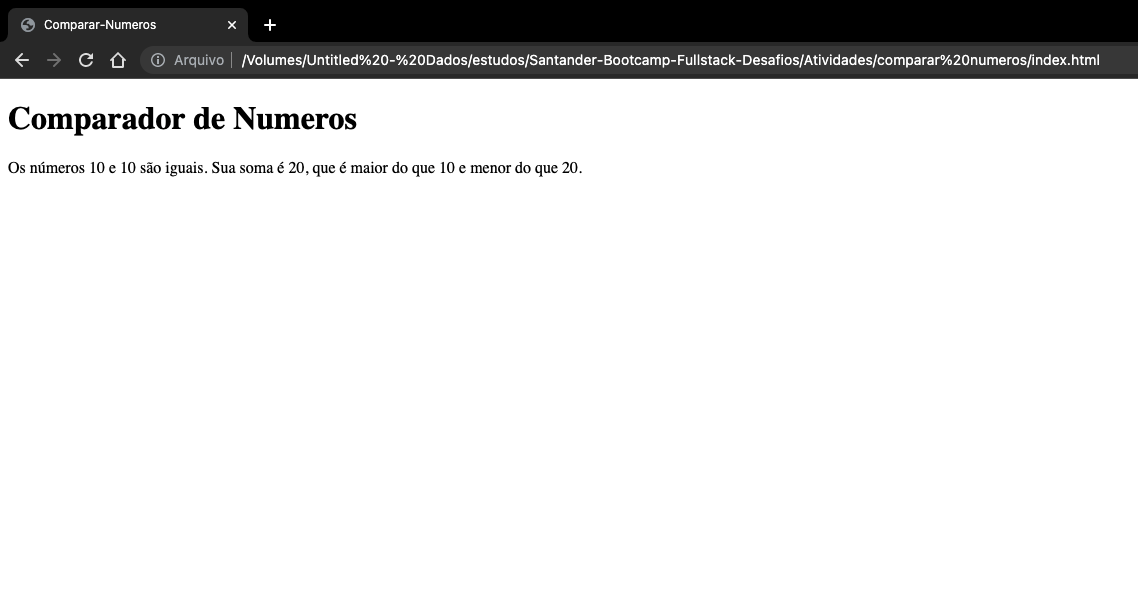 Comparar-Numeros
Arquivo /Volumes/Untitled%20-%20Dados/estudos/Santander-Bootcamp-Fullstack-Desafios/Atividades/comparar%20numeros/index.html
Comparador de Numeros
Os números 10 e 10 são iguais. Sua soma é 20, que é maior do que 10 e menor do que 20.